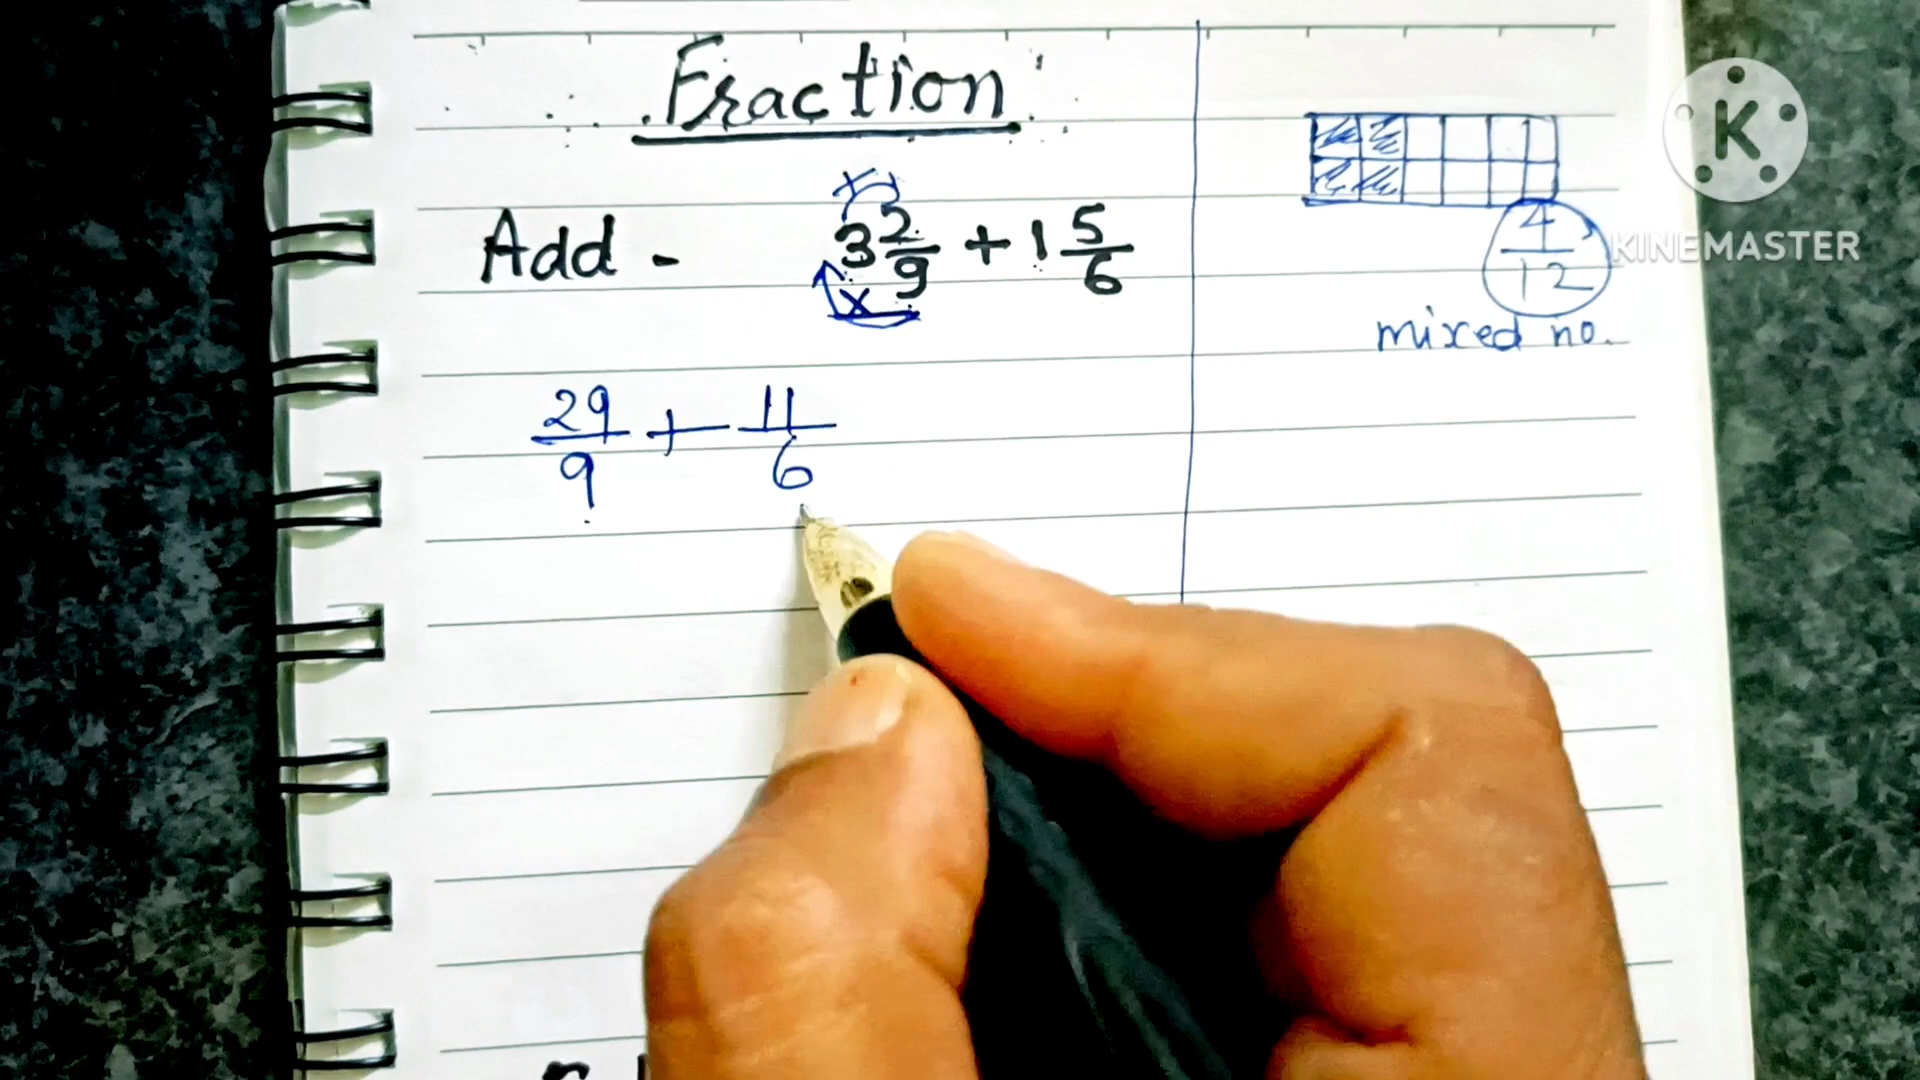 Fraction
Add - 3 2/9 + 1 5/6
×
29/9 + 11/6
4/12
mixed no.
K
KINEMASTER